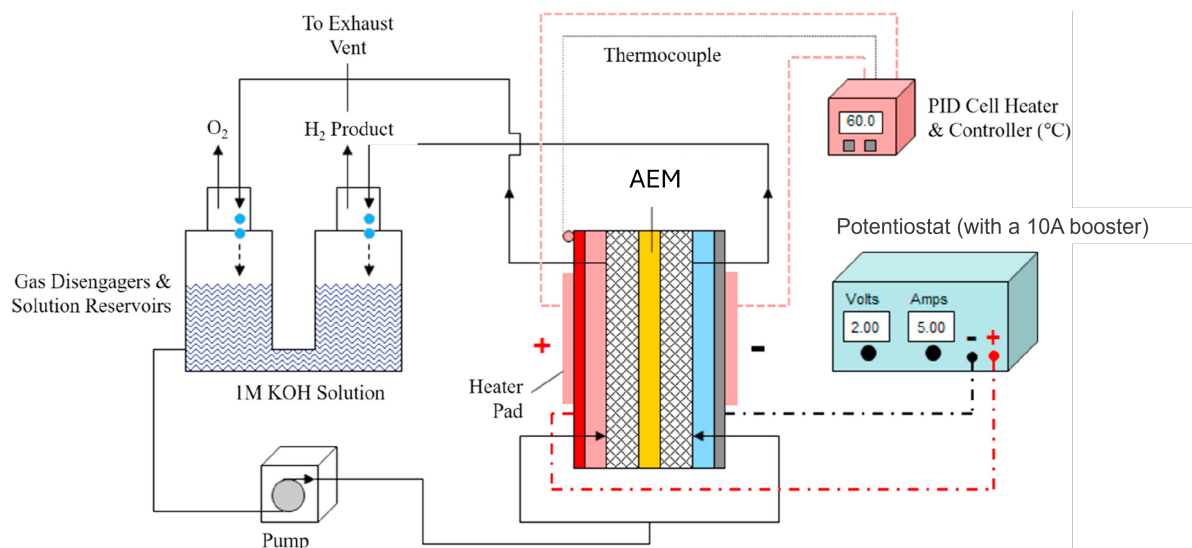 To Exhaust
Vent
Thermocouple
O₂
H₂ Product
60.0
PID Cell Heater
& Controller (°C)
AEM
Potentiostat (with a 10A booster)
Gas Disengagers &
Solution Reservoirs
Volts
Amps
2.00
5.00
- +
+
-
1M KOH Solution
Heater
Pad
Pump